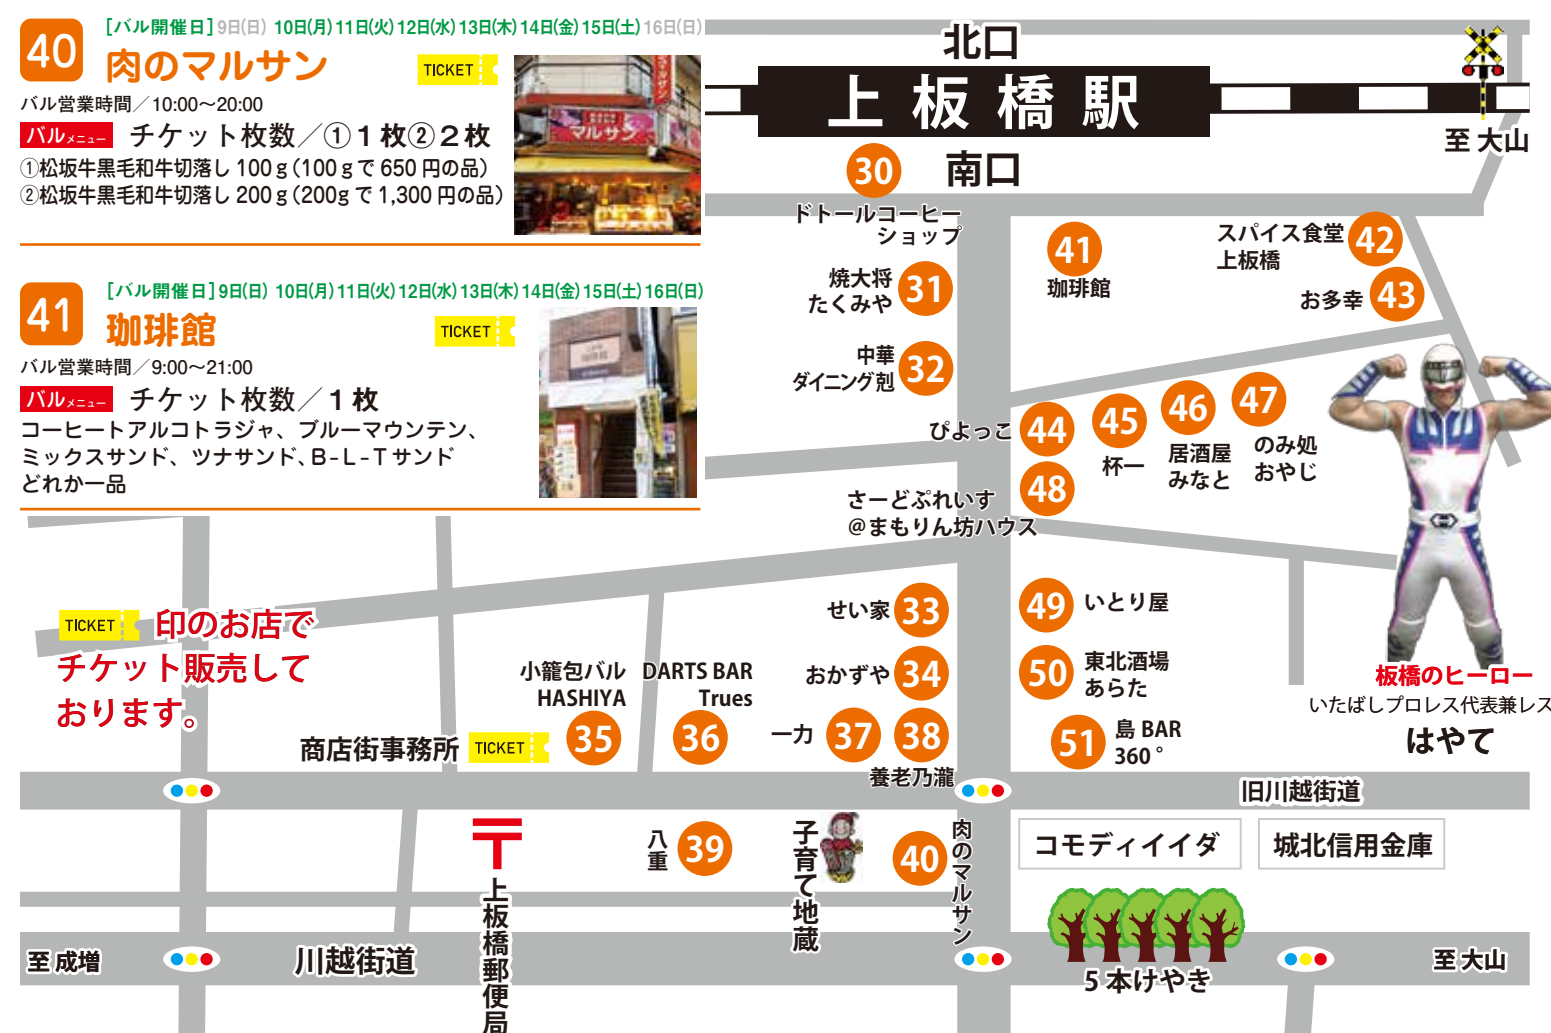 40
[バル開催日]9日(日) 10日(月)11日(火)12日(水)13日(木)14日(金)15日(土)16日(日)
肉のマルサン
TICKET
バル営業時間／10:00〜20:00
バルメニュー チケット枚数／①１枚②２枚
①松坂牛黒毛和牛切落し 100ｇ(100ｇで 650 円の品)
②松坂牛黒毛和牛切落し 200ｇ(200g で 1,300 円の品)
マルサン
マルサン
41
[バル開催日]9日(日) 10日(月)11日(火)12日(水)13日(木)14日(金)15日(土)16日(日)
珈琲館
TICKET
バル営業時間／9:00〜21:00
バルメニュー チケット枚数／１枚
コーヒートアルコトラジャ、ブルーマウンテン、
ミックスサンド、ツナサンド、B-L-Tサンド
どれか一品
珈琲館
北口
上板橋駅
至 大山
30
南口
ドトールコーヒー
ショップ
41
珈琲館
スパイス食堂
上板橋
42
お多幸
43
焼大将
たくみや
31
中華
ダイニング剋
32
ぴよっこ
44
45
杯一
46
居酒屋
みなと
47
のみ処
おやじ
48
さーどぷれいす
＠まもりん坊ハウス
TICKET 印のお店で
チケット販売して
おります。
せい家
33
49
いとり屋
おかずや
34
50
東北酒場
あらた
小籠包バル
HASHIYA
35
DARTS BAR
Trues
36
一力
37
38
養老乃瀧
51
島 BAR
360°
商店街事務所
TICKET
板橋のヒーロー
いたばしプロレス代表兼レス
はやて
旧川越街道
〒
上板橋郵便局
八重
39
子育て地蔵
40
肉のマルサン
コモディイイダ
城北信用金庫
5 本けやき
至 成増
川越街道
至 大山